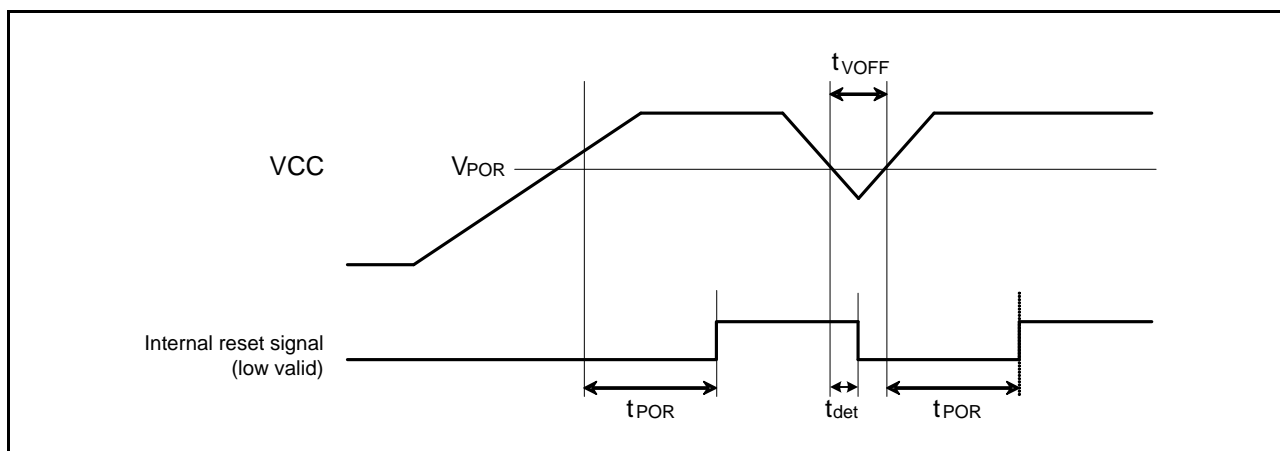 tVOFF
VCC
VPOR
Internal reset signal
(low valid)
tPOR
tdet
tPOR